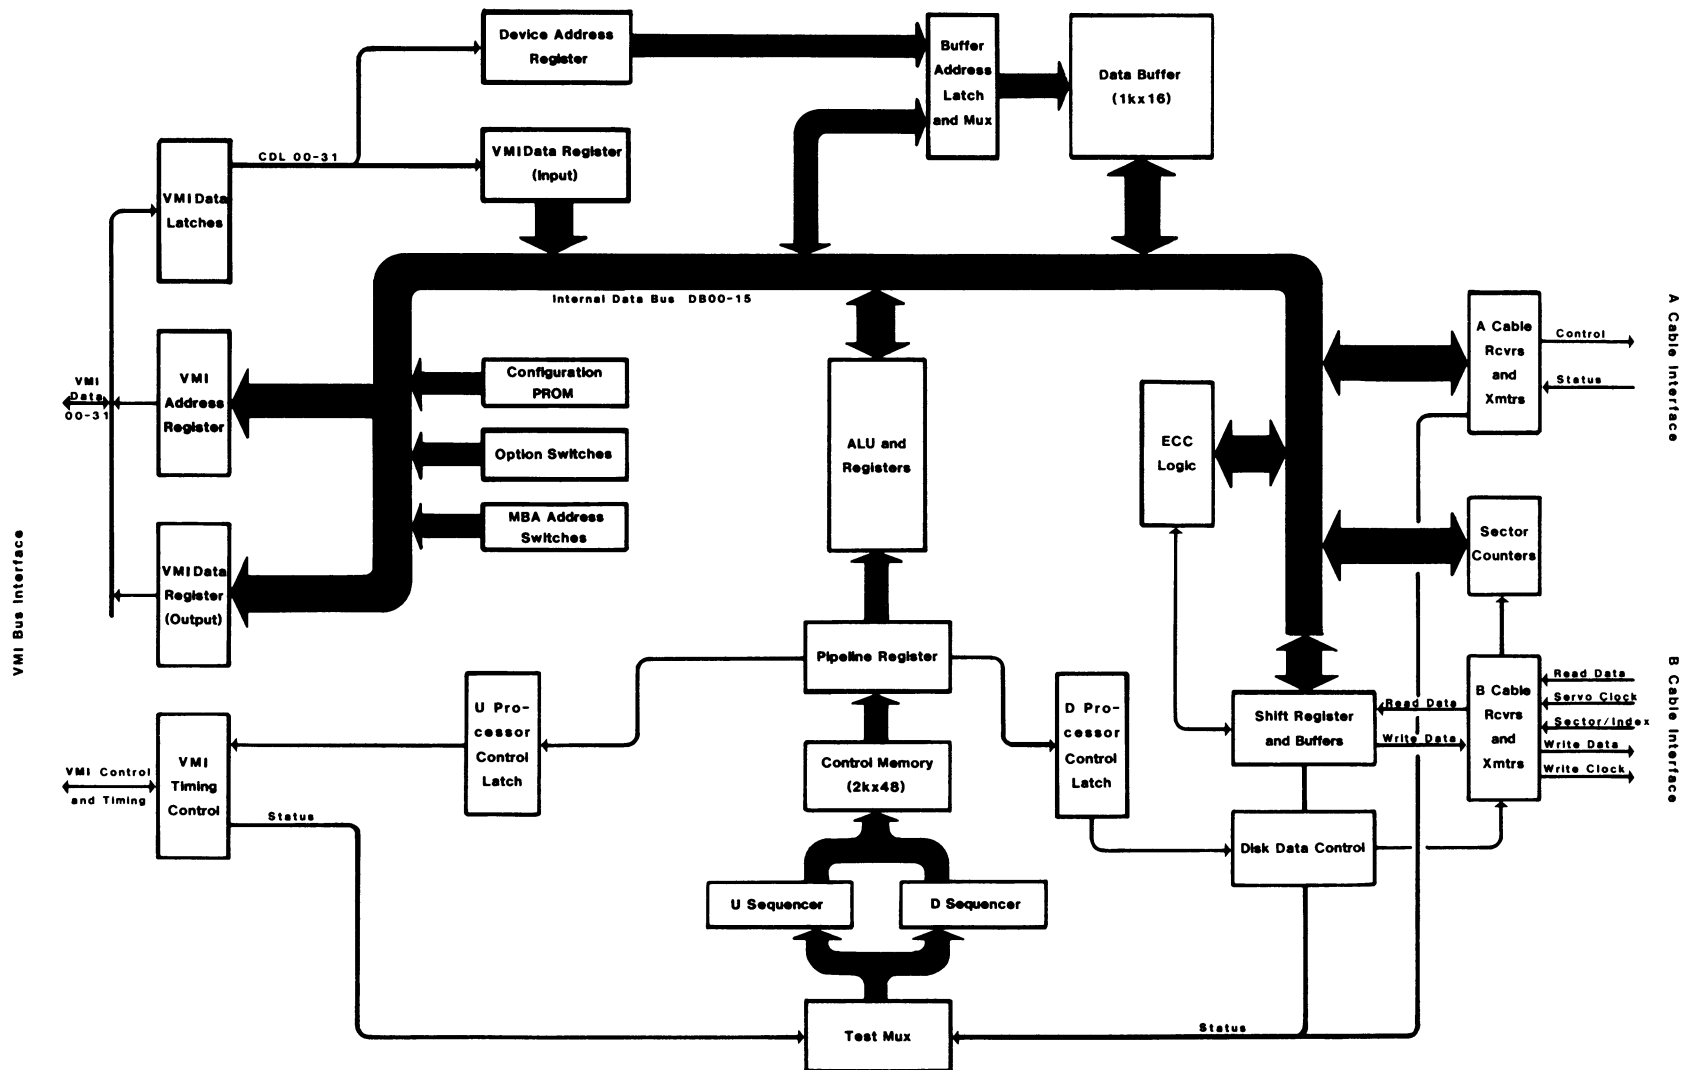 Device Address
Register
Buffer
Address
Latch
and Mux
Data Buffer
(1kx16)
VMI Data
Latches
CDL 00-31
VMI Data Register
(Input)
Internal Data Bus DB00-15
VMI
Data
00-31
VMI
Address
Register
Configuration
PROM
Option Switches
MBA Address
Switches
VMI Data
Register
(Output)
VMI Bus Interface
ALU and
Registers
ECC
Logic
A Cable
Rcvrs
and
Xmtrs
Control
Status
A Cable Interface
Sector
Counters
Pipeline Register
U Pro-
cessor
Control
Latch
D Pro-
cessor
Control
Latch
Shift Register
and Buffers
Read Data
Write Data
B Cable
Rcvrs
and
Xmtrs
Read Data
Servo Clock
Sector/Index
Write Data
Write Clock
B Cable Interface
VMI Control
and Timing
VMI
Timing
Control
Status
Control Memory
(2kx48)
Disk Data Control
U Sequencer
D Sequencer
Test Mux
Status